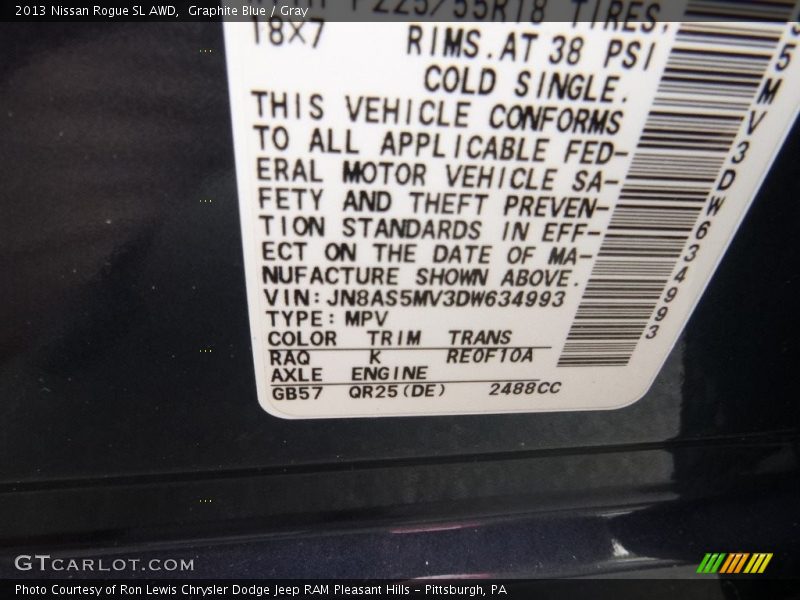 2013 Nissan Rogue SL AWD,  Graphite Blue / Gray
P225/55R18 TIRES,
18X7 RIMS.AT 38 PSI
COLD SINGLE.
THIS VEHICLE CONFORMS
TO ALL APPLICABLE FED-
ERAL MOTOR VEHICLE SA-
FETY AND THEFT PREVEN-
TION STANDARDS IN EFF-
ECT ON THE DATE OF MA-
NUFACTURE SHOWN ABOVE.
VIN:JN8AS5MV3DW634993
TYPE:MPV
COLOR TRIM TRANS
RAQ K RE0F10A
AXLE ENGINE
GB57 QR25(DE) 2488CC
5MV3DW634993
GTCARLOT.COM
Photo Courtesy of Ron Lewis Chrysler Dodge Jeep RAM Pleasant Hills - Pittsburgh, PA